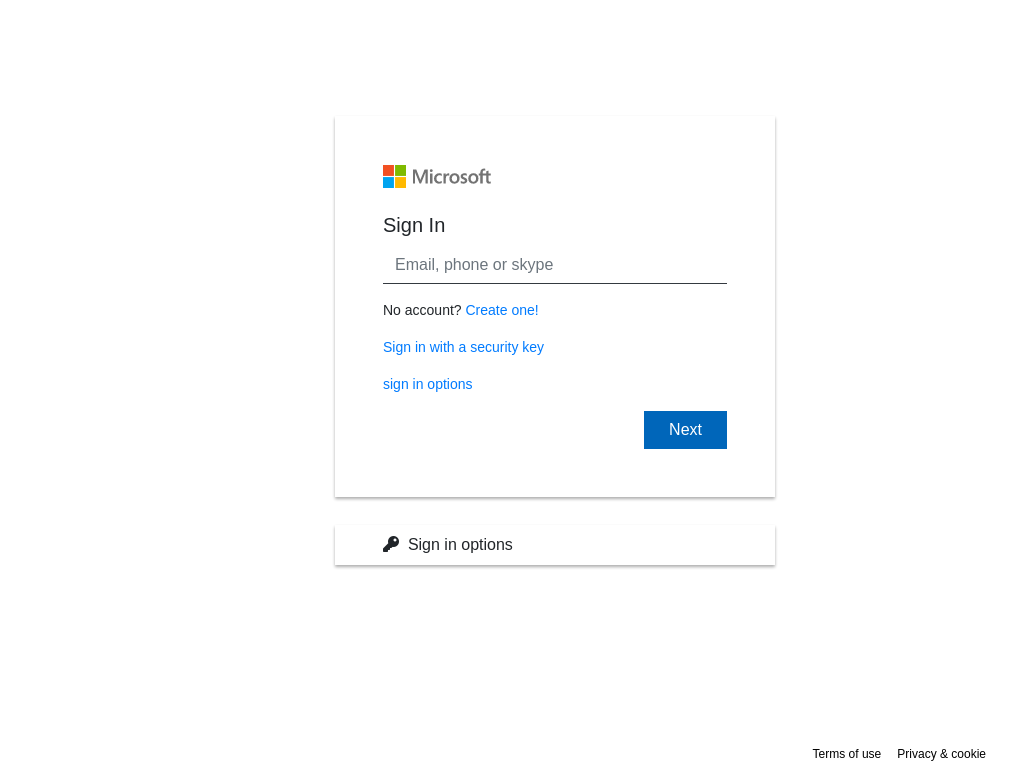 Microsoft
Sign In
Email, phone or skype
No account? Create one!
Sign in with a security key
sign in options
Next
Sign in options
Terms of use Privacy & cookie